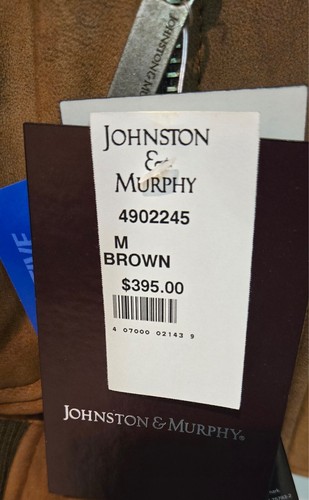 JOHNSTON
&
MURPHY
4902245
M
BROWN
$395.00
4 07000 02143 9
JOHNSTON & MURPHY®